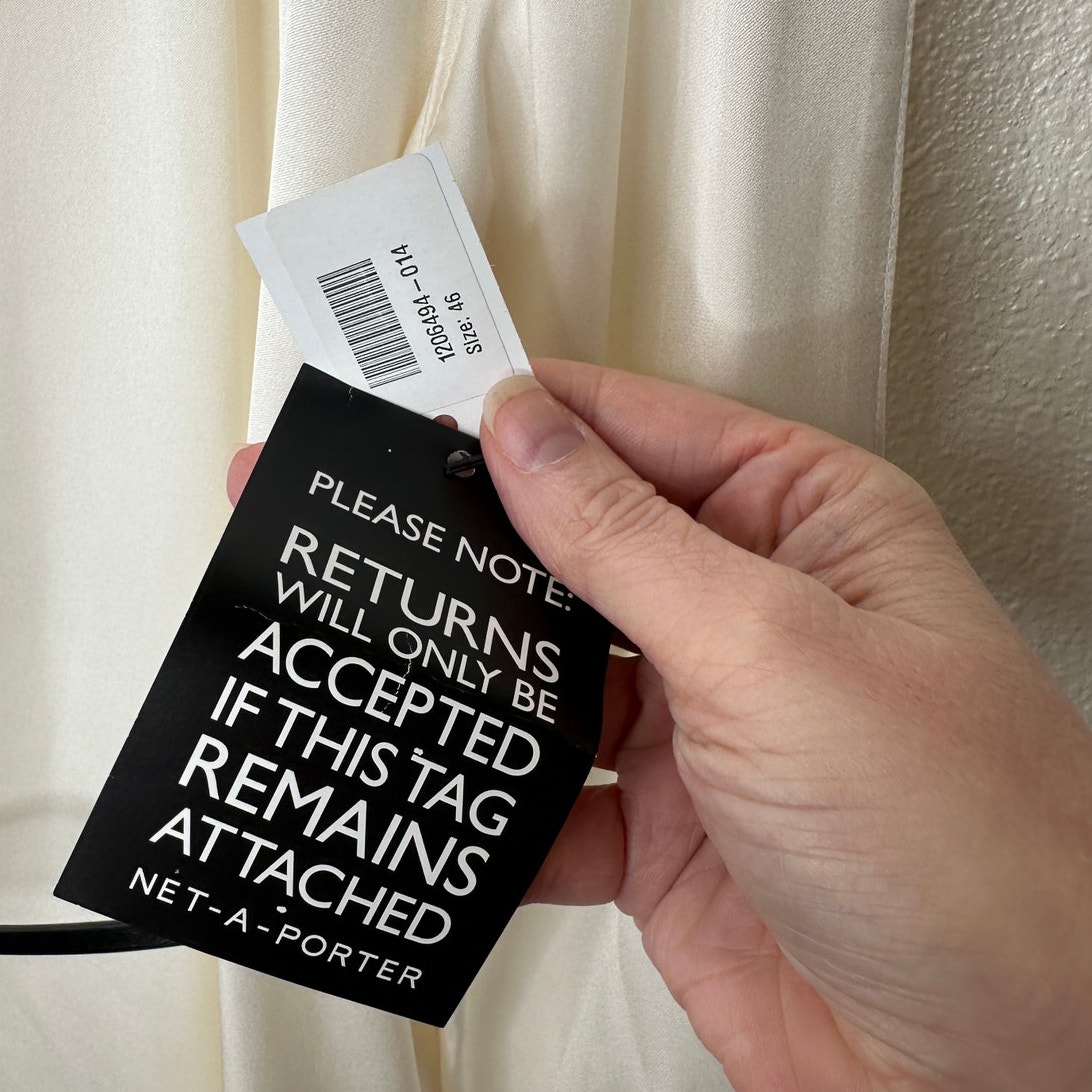 1206494-014
Size: 46
PLEASE NOTE:
RETURNS
WILL ONLY BE
ACCEPTED
IF THIS TAG
REMAINS
ATTACHED
NET-A-PORTER